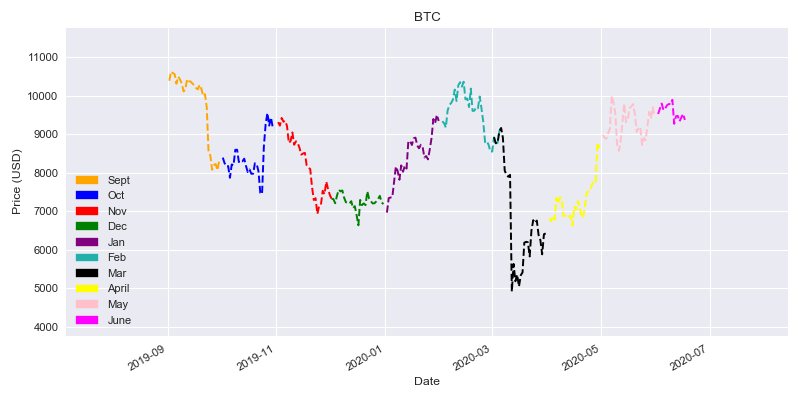 BTC
Price (USD)
11000
10000
9000
8000
7000
6000
5000
4000
Sept
Oct
Nov
Dec
Jan
Feb
Mar
April
May
June
2019-09
2019-11
2020-01
2020-03
2020-05
2020-07
Date